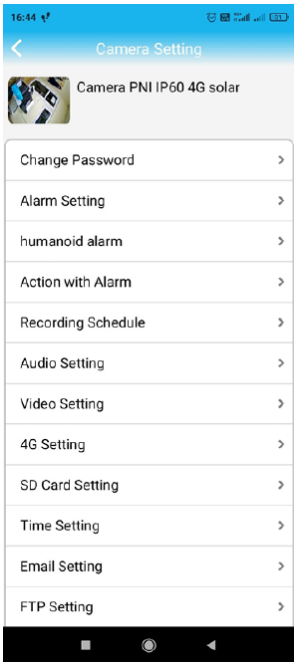 16:44
Camera Setting
Camera PNI IP60 4G solar
Change Password
Alarm Setting
humanoid alarm
Action with Alarm
Recording Schedule
Audio Setting
Video Setting
4G Setting
SD Card Setting
Time Setting
Email Setting
FTP Setting